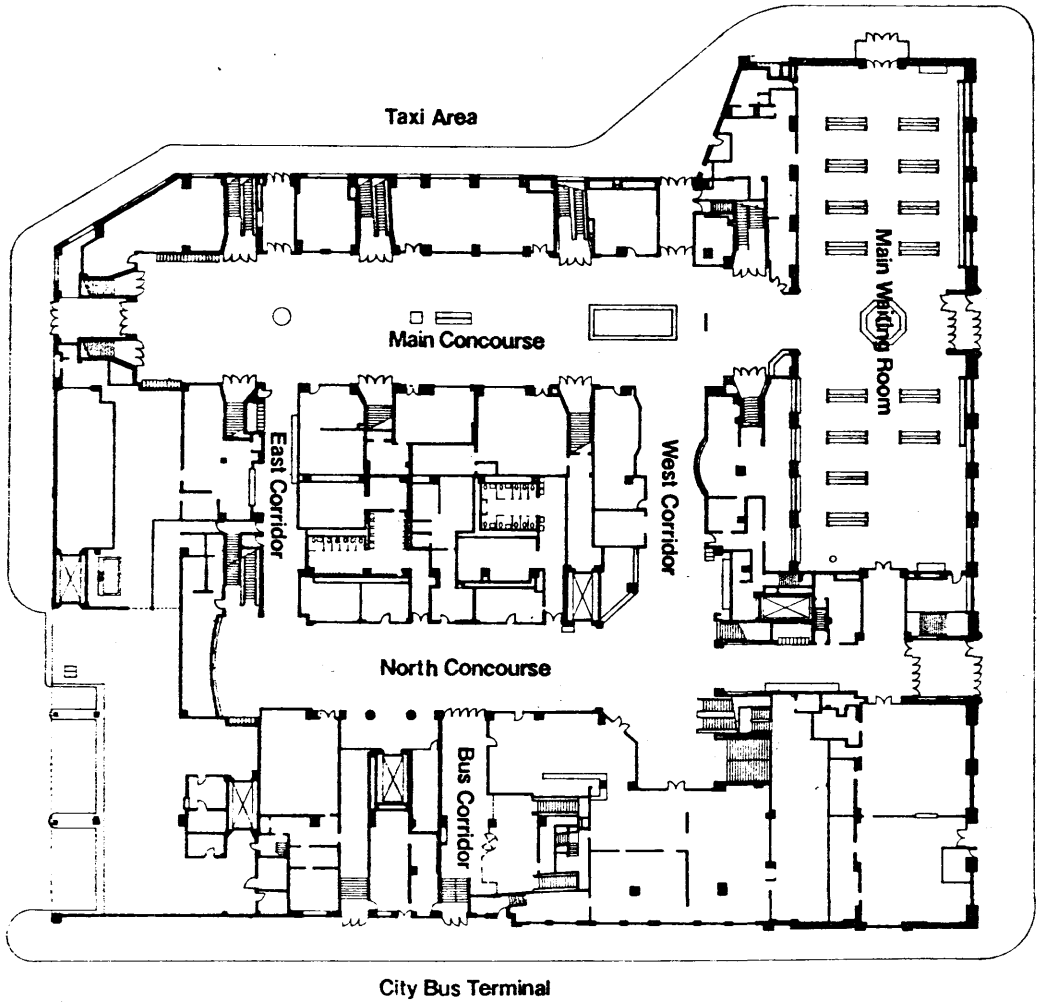 Taxi Area
Main Waiting Room
Main Concourse
East Corridor
West Corridor
North Concourse
Bus Corridor
City Bus Terminal